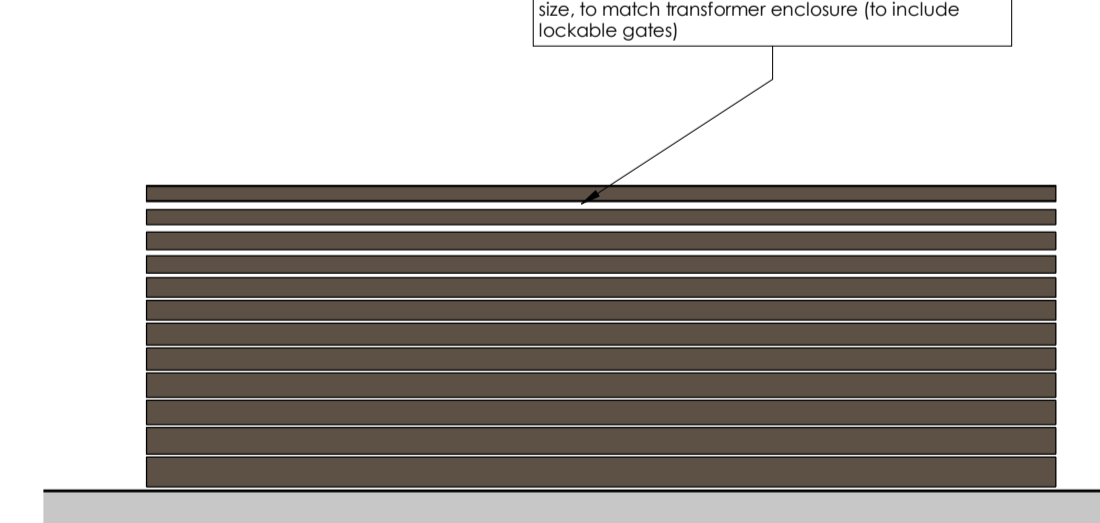 size, to match transformer enclosure (to include
lockable gates)